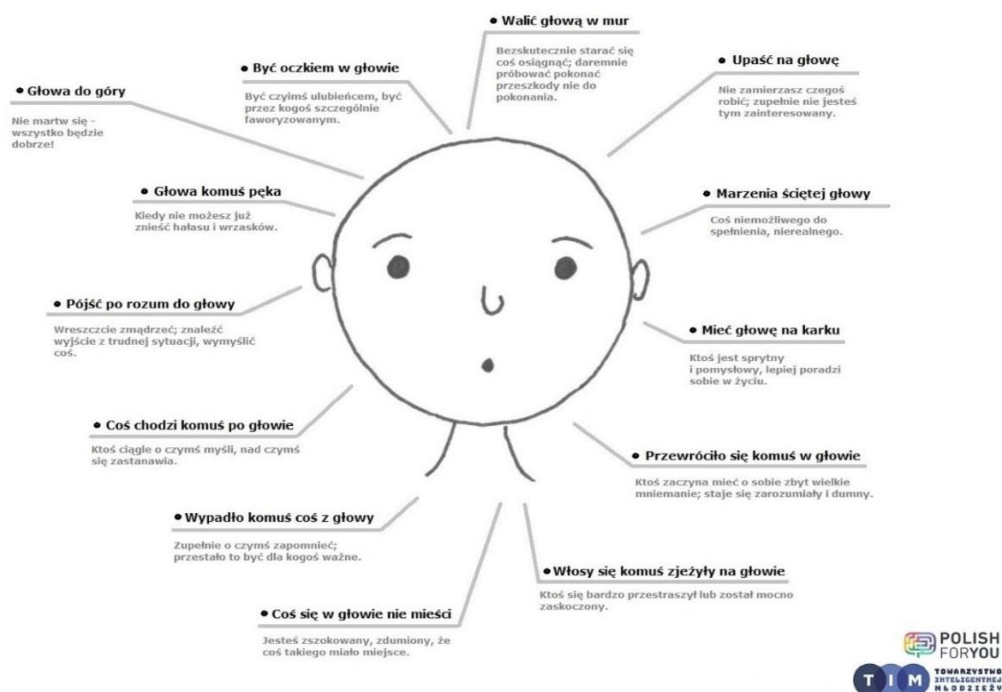 • Walić głową w mur
Bezskutecznie starać się
coś osiągnąć; daremnie
próbować pokonać
przeszkody nie do
pokonania.
• Być oczkiem w głowie
Być czyimś ulubieńcem, być
przez kogoś szczególnie
faworyzowanym.
• Upaść na głowę
Nie zamierzasz czegoś
robić; zupełnie nie jesteś
tym zainteresowany.
• Głowa do góry
Nie martw się -
wszystko będzie
dobrze!
• Głowa komuś pęka
Kiedy nie możesz już
znieść hałasu i wrzasków.
• Marzenia ściętej głowy
Coś niemożliwego do
spełnienia, nierealnego.
• Pójść po rozum do głowy
Wreszczcie zmądrzeć; znaleźć
wyjście z trudnej sytuacji, wymyślić
coś.
• Mieć głowę na karku
Ktoś jest sprytny
i pomysłowy, lepiej poradzi
sobie w życiu.
• Coś chodzi komuś po głowie
Ktoś ciągle o czymś myśli, nad czymś
się zastanawia.
• Przewróciło się komuś w głowie
Ktoś zaczyna mieć o sobie zbyt wielkie
mniemanie; staje się zarozumiały i dumny.
• Wypadło komuś coś z głowy
Zupełnie o czymś zapomnieć;
przestało to być dla kogoś ważne.
• Włosy się komuś zjeżyły na głowie
Ktoś się bardzo przestraszył lub został mocno
zaskoczony.
• Coś się w głowie nie mieści
Jesteś zszokowany, zdumiony, że
coś takiego miało miejsce.
POLISH
FORYOU
TIM
TOWARZYSTWO
INTELIGENTNEJ
MŁODZIEŻY